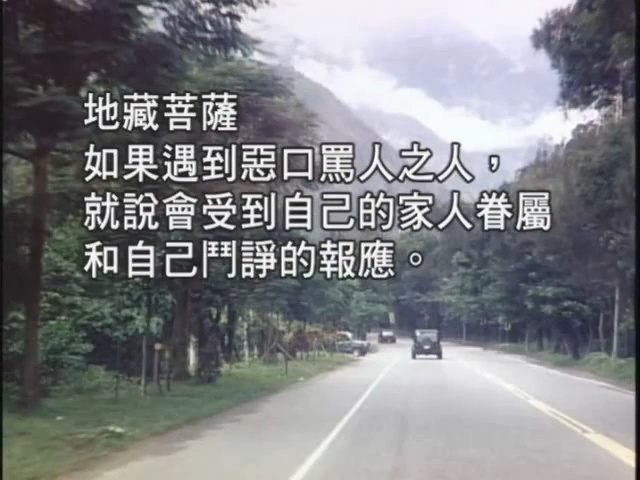 地藏菩薩
如果遇到惡口罵人之人，
就說會受到自己的家人眷屬
和自己鬥諍的報應。